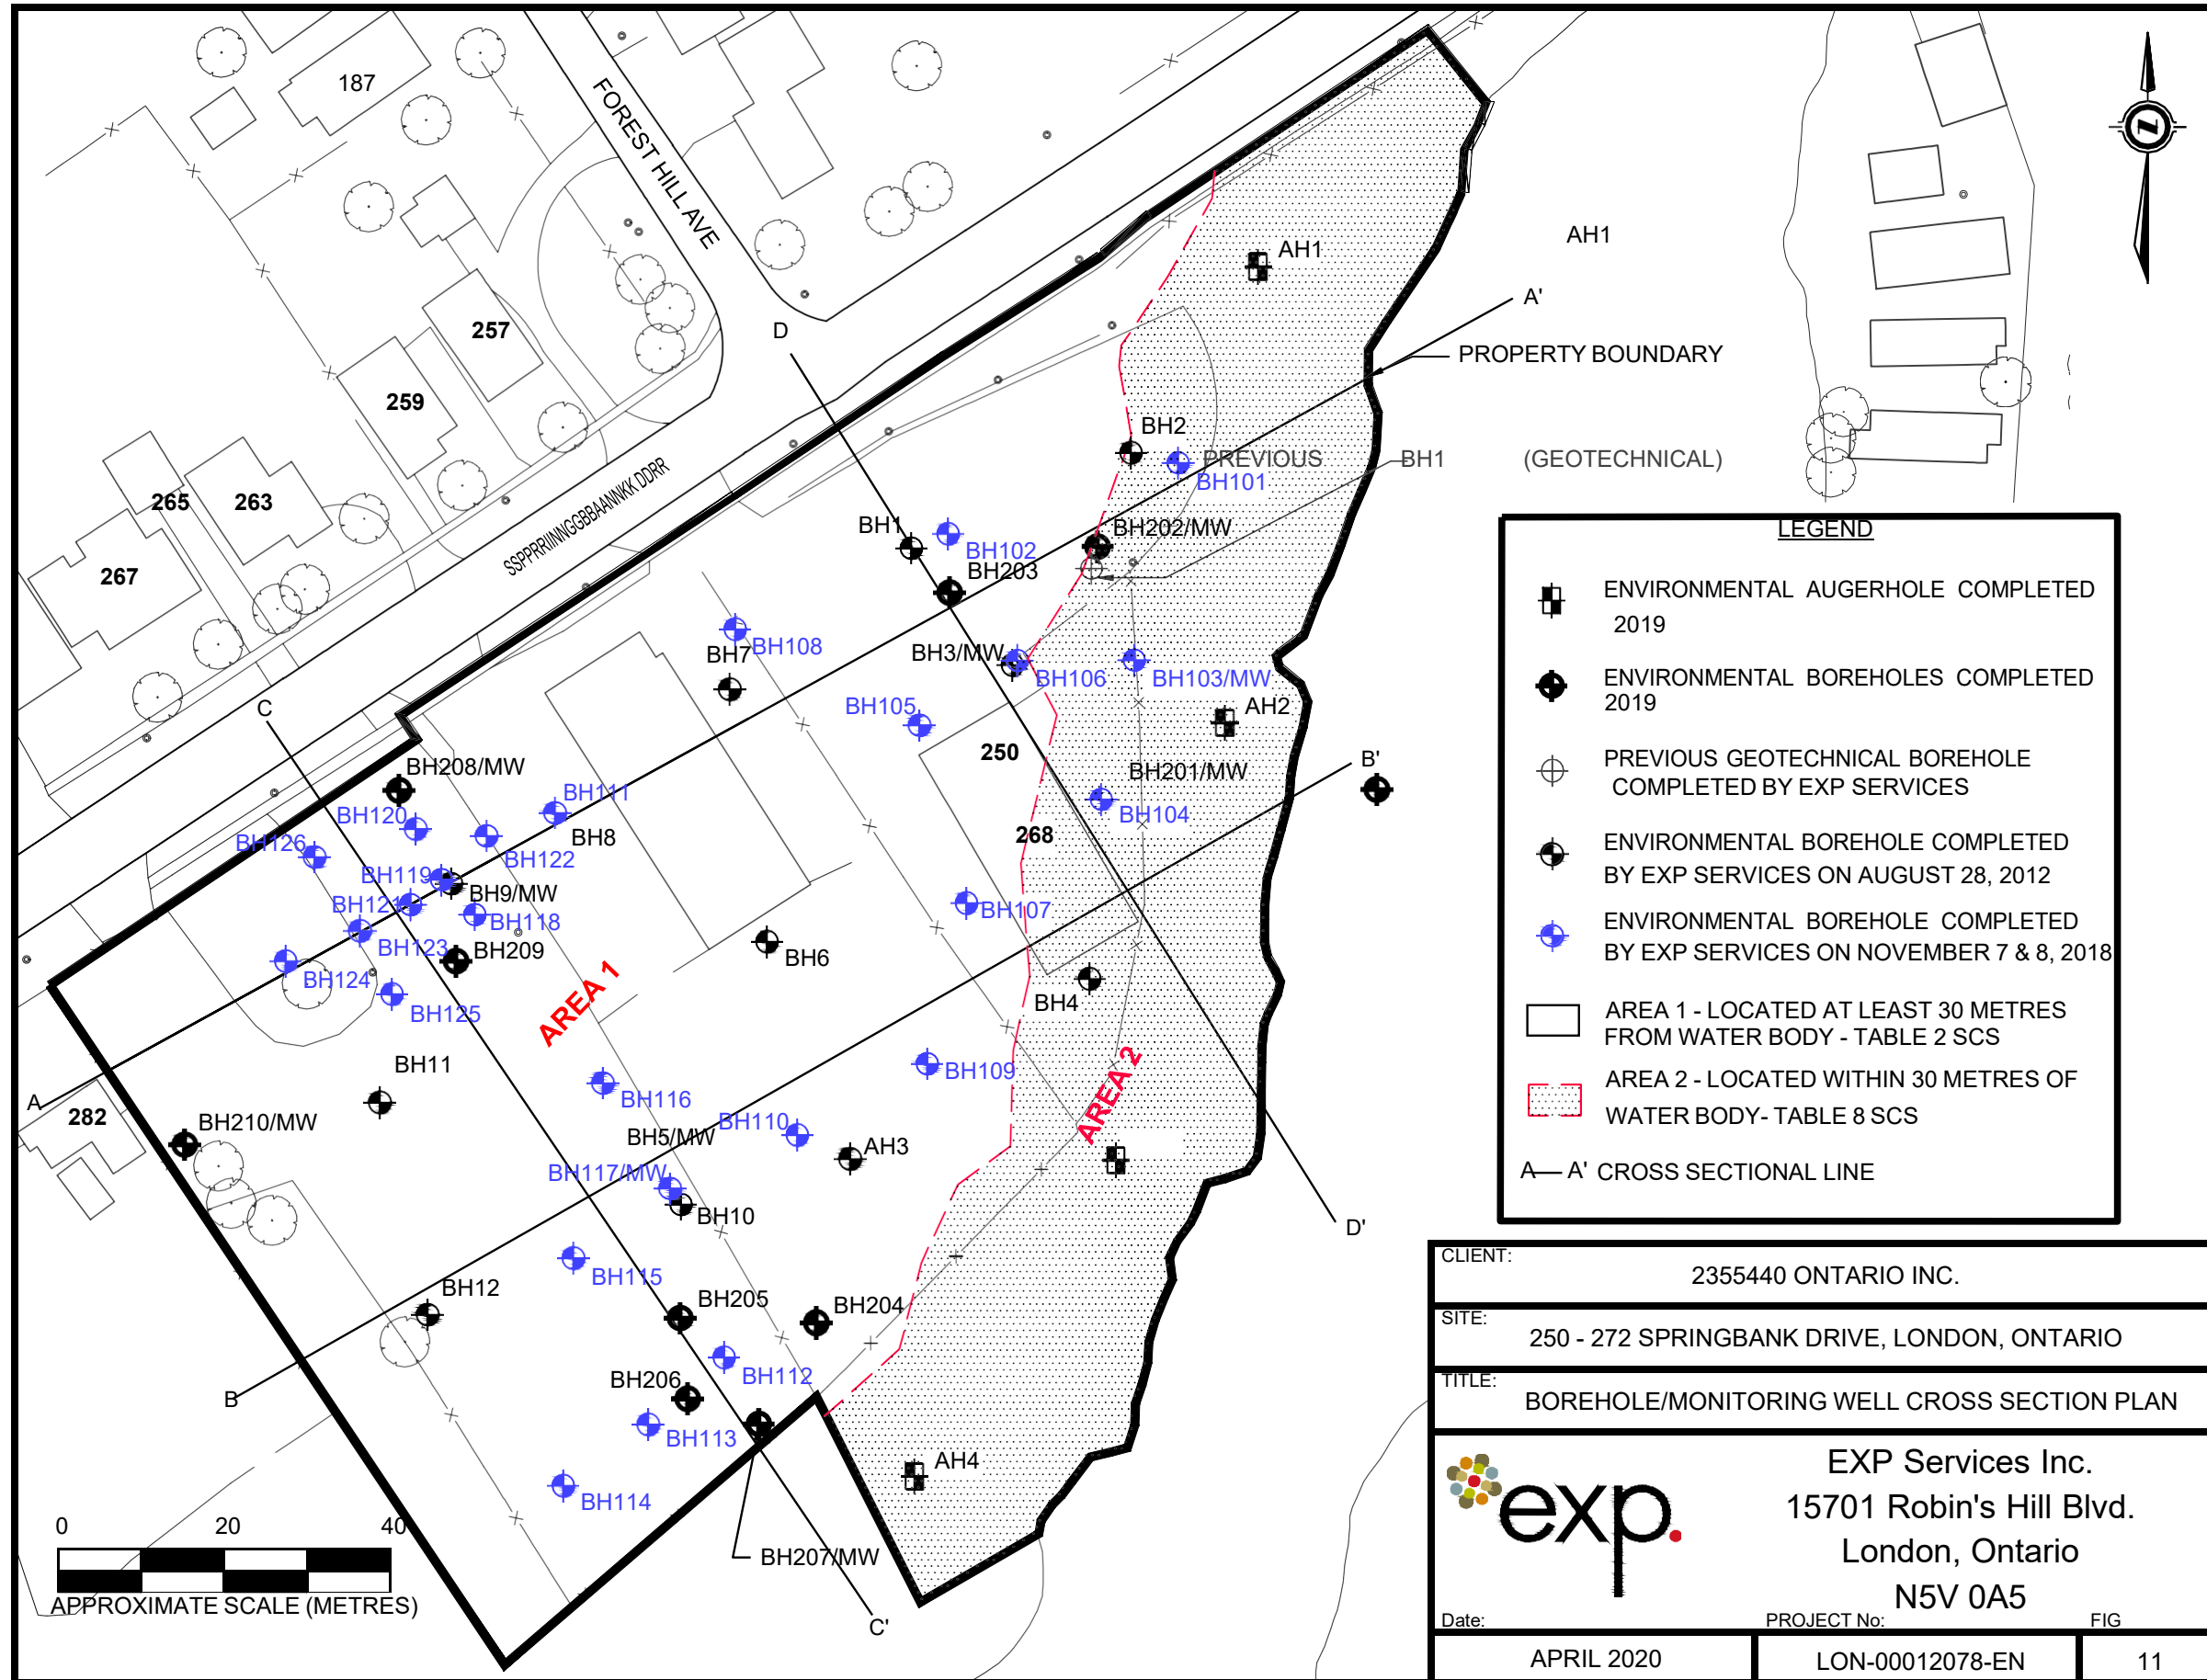 187
FOREST HILL AVE
257
259
265
263
267
SSPPRRIINNGGBBAANNKK DDRR
AH1
AH1
A'
PROPERTY BOUNDARY
D
BH2
PREVIOUS
BH1
(GEOTECHNICAL)
BH101
BH1
BH102
BH202/MW
BH203
BH108
BH7
BH3/MW
BH106
BH103/MW
BH105
AH2
250
C
BH208/MW
BH201/MW
B'
BH111
BH104
BH120
BH8
268
BH126
BH122
BH119
BH9/MW
BH121
BH118
BH107
BH123
BH209
BH6
BH124
BH4
BH125
AREA 1
BH11
BH109
AREA 2
A
282
BH116
BH210/MW
BH5/MW
BH110
AH3
BH117/MW
BH10
D'
BH115
BH12
BH205
BH204
B
BH206
BH112
BH113
AH4
BH114
BH207/MW
C'
0 20 40
APPROXIMATE SCALE (METRES)
LEGEND
ENVIRONMENTAL AUGERHOLE COMPLETED
2019
ENVIRONMENTAL BOREHOLES COMPLETED
2019
PREVIOUS GEOTECHNICAL BOREHOLE
COMPLETED BY EXP SERVICES
ENVIRONMENTAL BOREHOLE COMPLETED
BY EXP SERVICES ON AUGUST 28, 2012
ENVIRONMENTAL BOREHOLE COMPLETED
BY EXP SERVICES ON NOVEMBER 7 & 8, 2018
AREA 1 - LOCATED AT LEAST 30 METRES
FROM WATER BODY - TABLE 2 SCS
AREA 2 - LOCATED WITHIN 30 METRES OF
WATER BODY- TABLE 8 SCS
A A' CROSS SECTIONAL LINE
CLIENT:
2355440 ONTARIO INC.
SITE:
250 - 272 SPRINGBANK DRIVE, LONDON, ONTARIO
TITLE:
BOREHOLE/MONITORING WELL CROSS SECTION PLAN
exp.
EXP Services Inc.
15701 Robin's Hill Blvd.
London, Ontario
N5V 0A5
Date:
APRIL 2020
PROJECT No:
LON-00012078-EN
FIG
11
Z